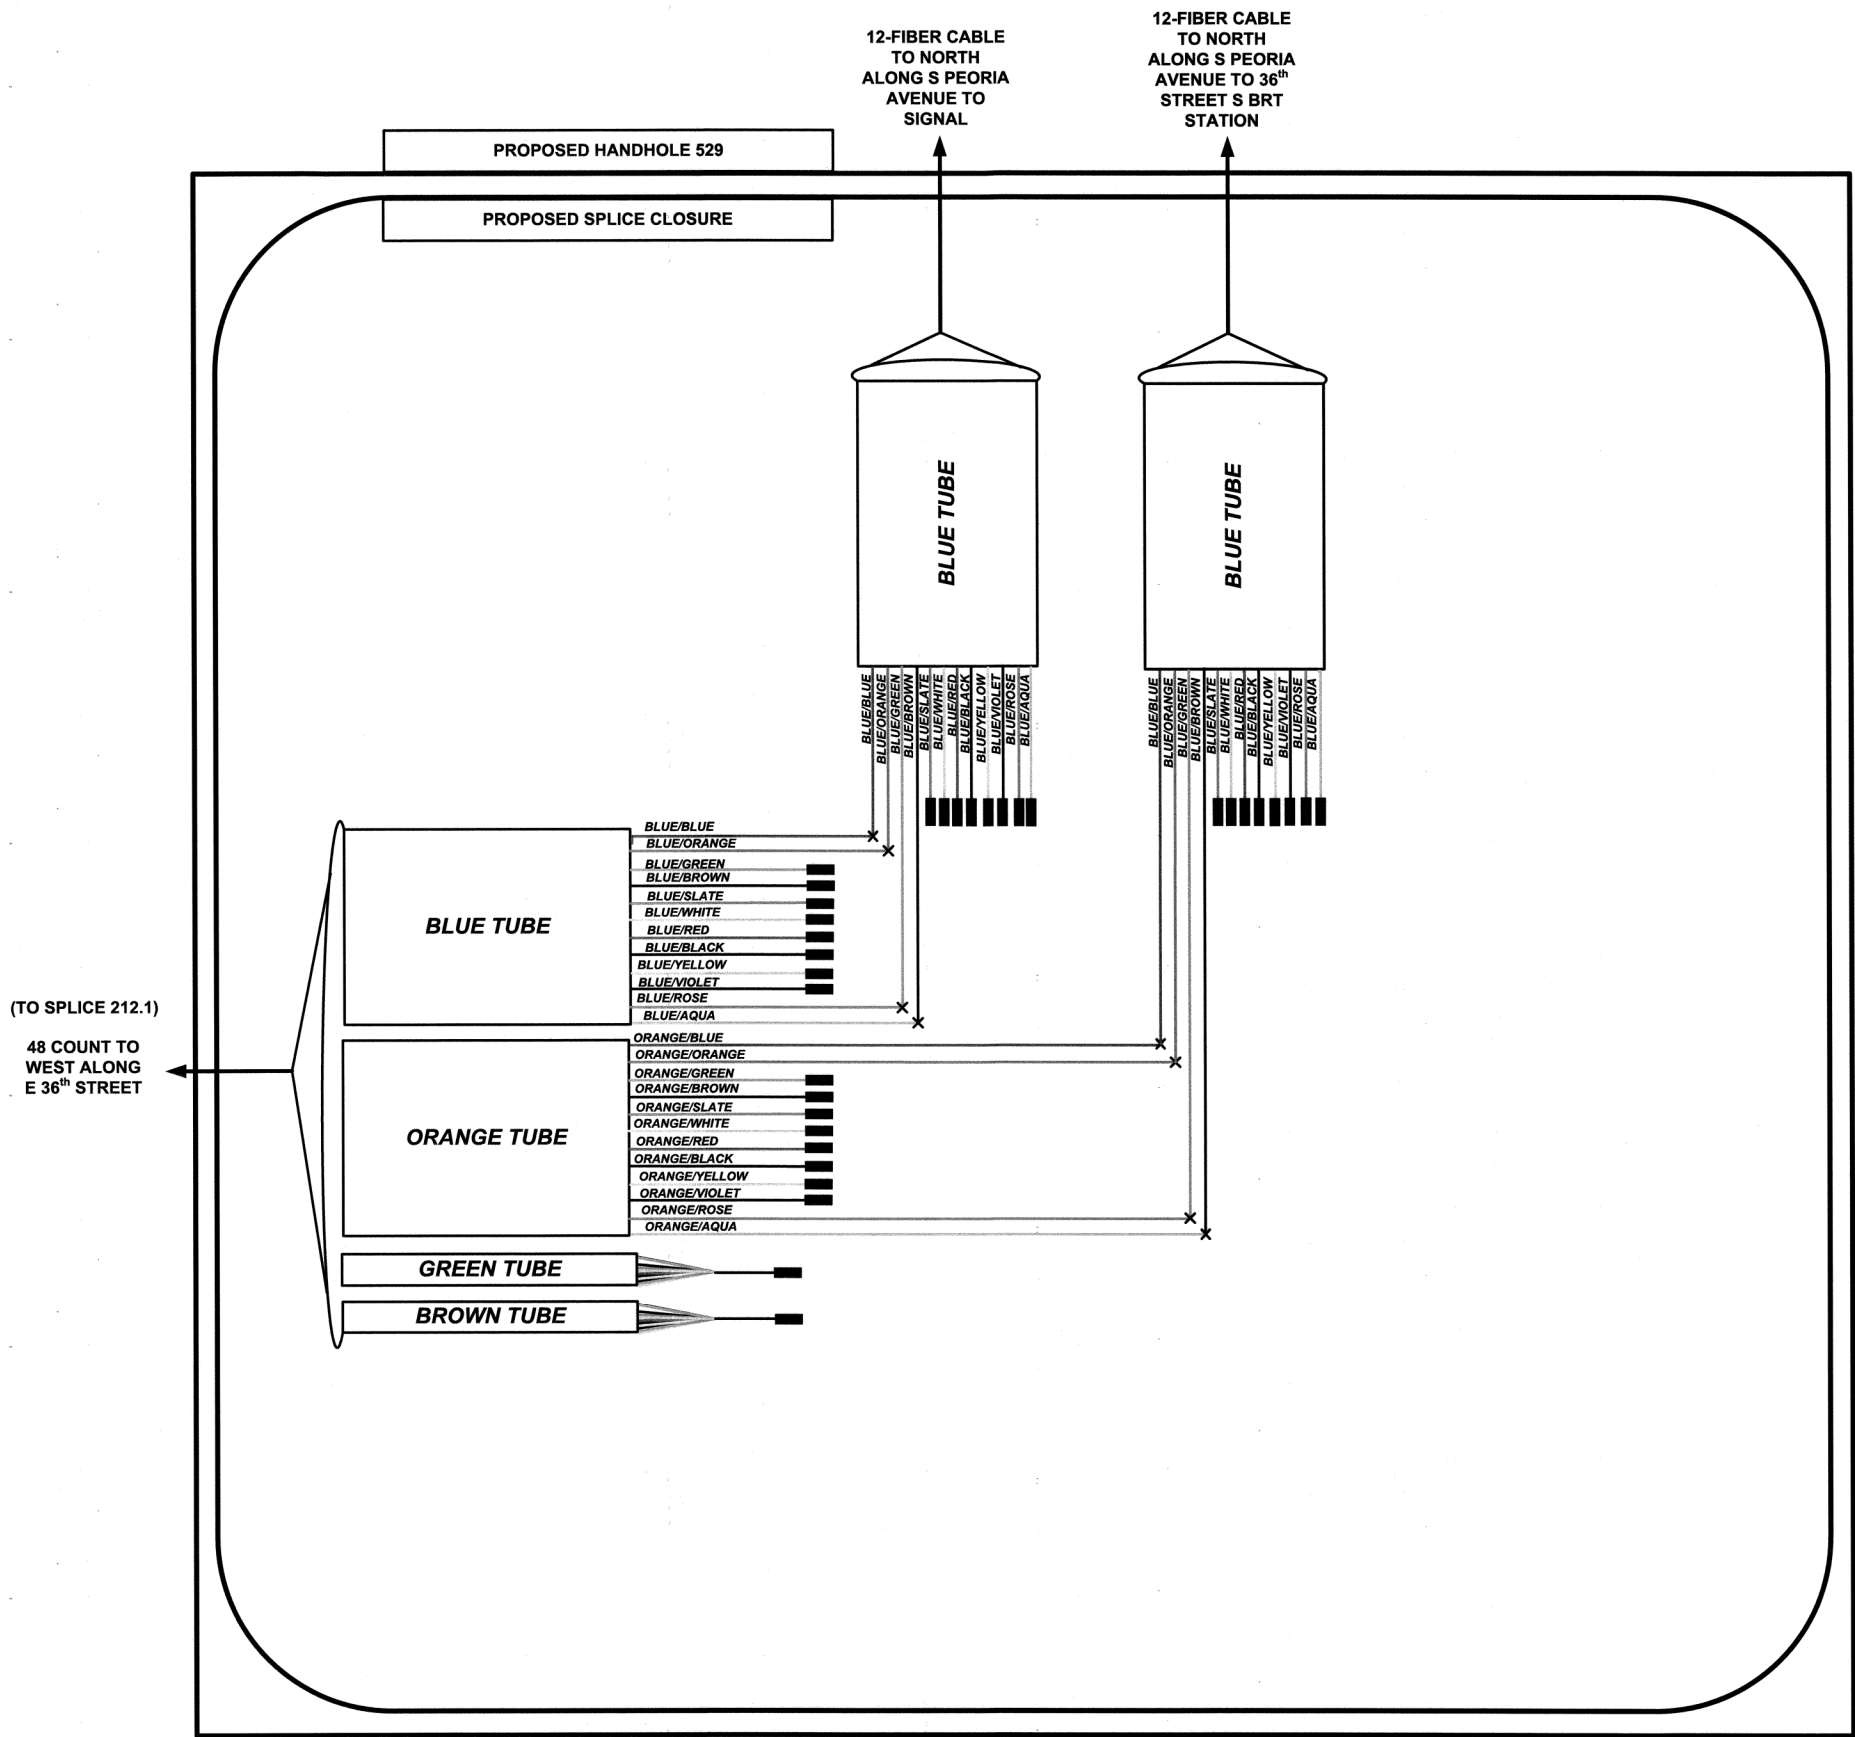 12-FIBER CABLE
TO NORTH
ALONG S PEORIA
AVENUE TO
SIGNAL
12-FIBER CABLE
TO NORTH
ALONG S PEORIA
AVENUE TO 36th
STREET S BRT
STATION
PROPOSED HANDHOLE 529
PROPOSED SPLICE CLOSURE
BLUE TUBE
BLUE TUBE
BLUE/BLUE
BLUE/ORANGE
BLUE/GREEN
BLUE/BROWN
BLUE/SLATE
BLUE/WHITE
BLUE/RED
BLUE/BLACK
BLUE/YELLOW
BLUE/VIOLET
BLUE/ROSE
BLUE/AQUA
BLUE/BLUE
BLUE/ORANGE
BLUE/GREEN
BLUE/BROWN
BLUE/SLATE
BLUE/WHITE
BLUE/RED
BLUE/BLACK
BLUE/YELLOW
BLUE/VIOLET
BLUE/ROSE
BLUE/AQUA
BLUE TUBE
BLUE/BLUE
BLUE/ORANGE
BLUE/GREEN
BLUE/BROWN
BLUE/SLATE
BLUE/WHITE
BLUE/RED
BLUE/BLACK
BLUE/YELLOW
BLUE/VIOLET
BLUE/ROSE
BLUE/AQUA
(TO SPLICE 212.1)
48 COUNT TO
WEST ALONG
E 36th STREET
ORANGE TUBE
ORANGE/BLUE
ORANGE/ORANGE
ORANGE/GREEN
ORANGE/BROWN
ORANGE/SLATE
ORANGE/WHITE
ORANGE/RED
ORANGE/BLACK
ORANGE/YELLOW
ORANGE/VIOLET
ORANGE/ROSE
ORANGE/AQUA
GREEN TUBE
BROWN TUBE